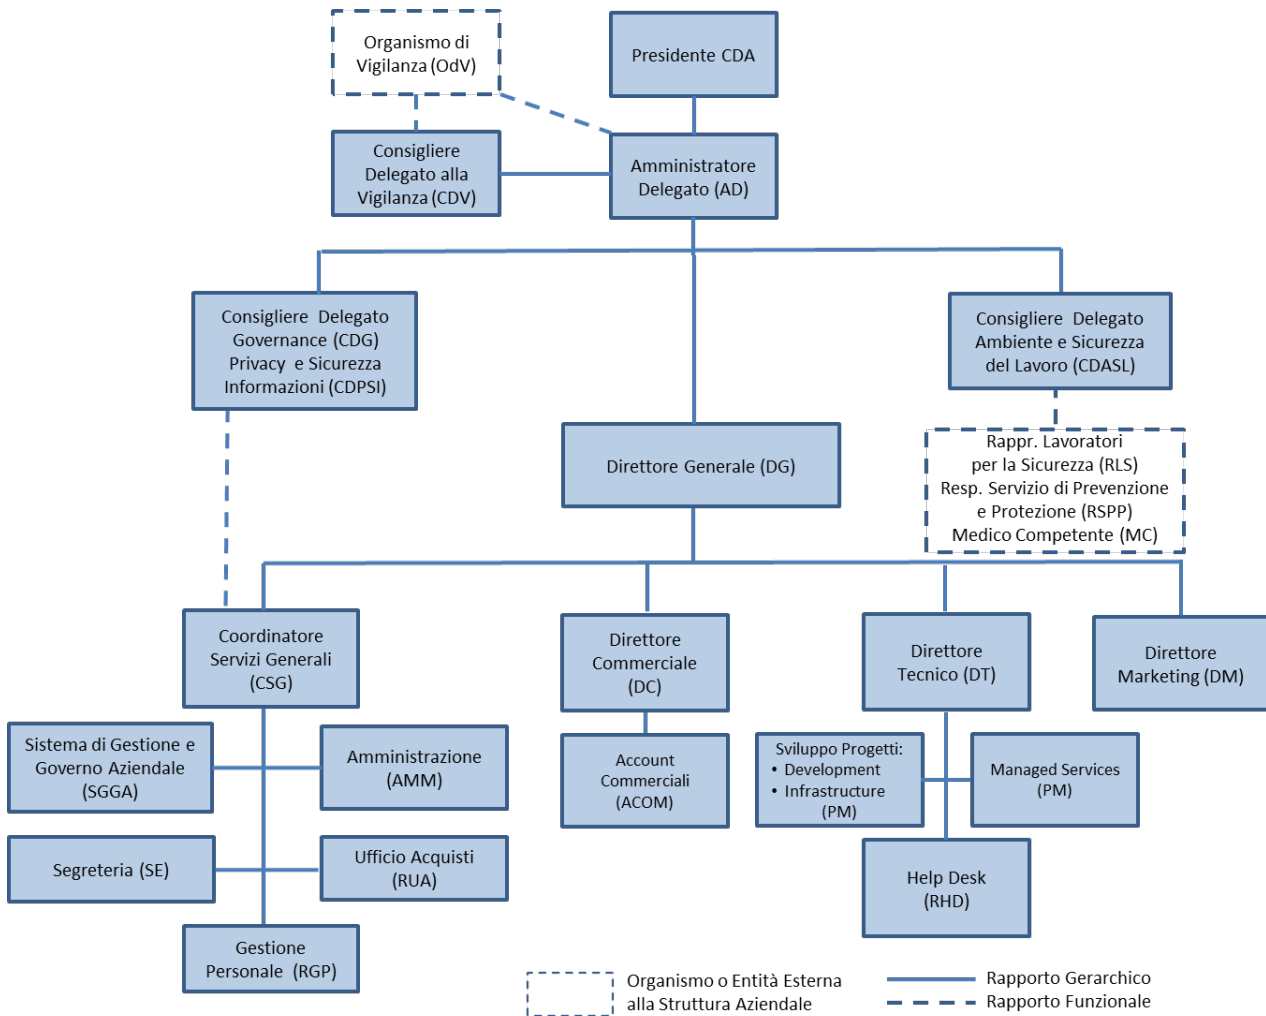 Organismo di
Vigilanza (OdV)
Presidente CDA
Consigliere
Delegato alla
Vigilanza (CDV)
Amministratore
Delegato (AD)
Consigliere Delegato
Governance (CDG)
Privacy e Sicurezza
Informazioni (CDPSI)
Consigliere Delegato
Ambiente e Sicurezza
del Lavoro (CDASL)
Direttore Generale (DG)
Rappr. Lavoratori
per la Sicurezza (RLS)
Resp. Servizio di Prevenzione
e Protezione (RSPP)
Medico Competente (MC)
Coordinatore
Servizi Generali
(CSG)
Direttore
Commerciale
(DC)
Direttore
Tecnico (DT)
Direttore
Marketing (DM)
Sistema di Gestione e
Governo Aziendale
(SGGA)
Amministrazione
(AMM)
Account
Commerciali
(ACOM)
Sviluppo Progetti:
• Development
• Infrastructure
(PM)
Managed Services
(PM)
Segreteria (SE)
Ufficio Acquisti
(RUA)
Help Desk
(RHD)
Gestione
Personale (RGP)
Organismo o Entità Esterna
alla Struttura Aziendale
Rapporto Gerarchico
Rapporto Funzionale